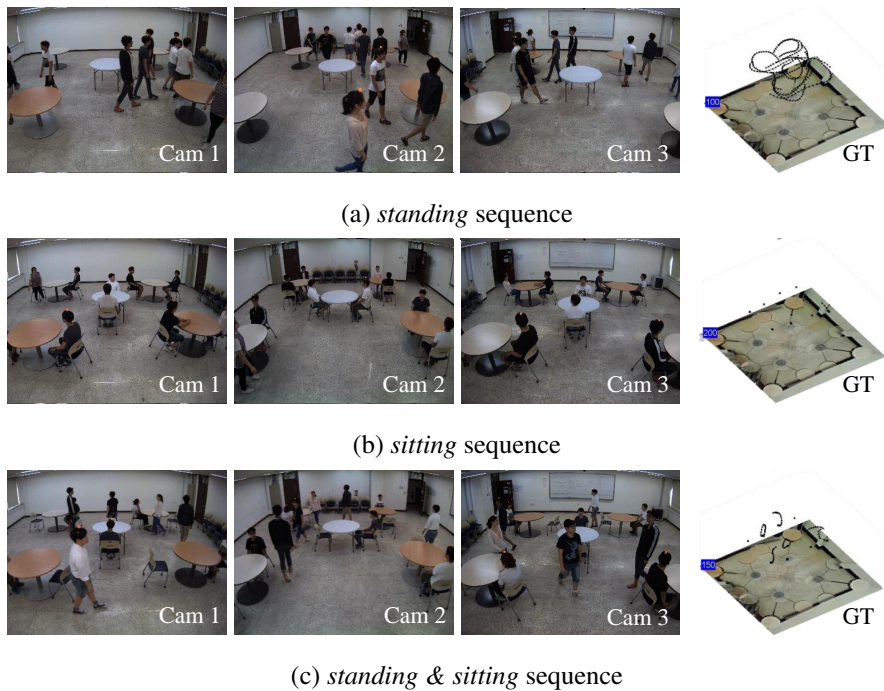 Cam 1 Cam 2 Cam 3 100 GT
(a) standing sequence
Cam 1 Cam 2 Cam 3 200 GT
(b) sitting sequence
Cam 1 Cam 2 Cam 3 150 GT
(c) standing & sitting sequence